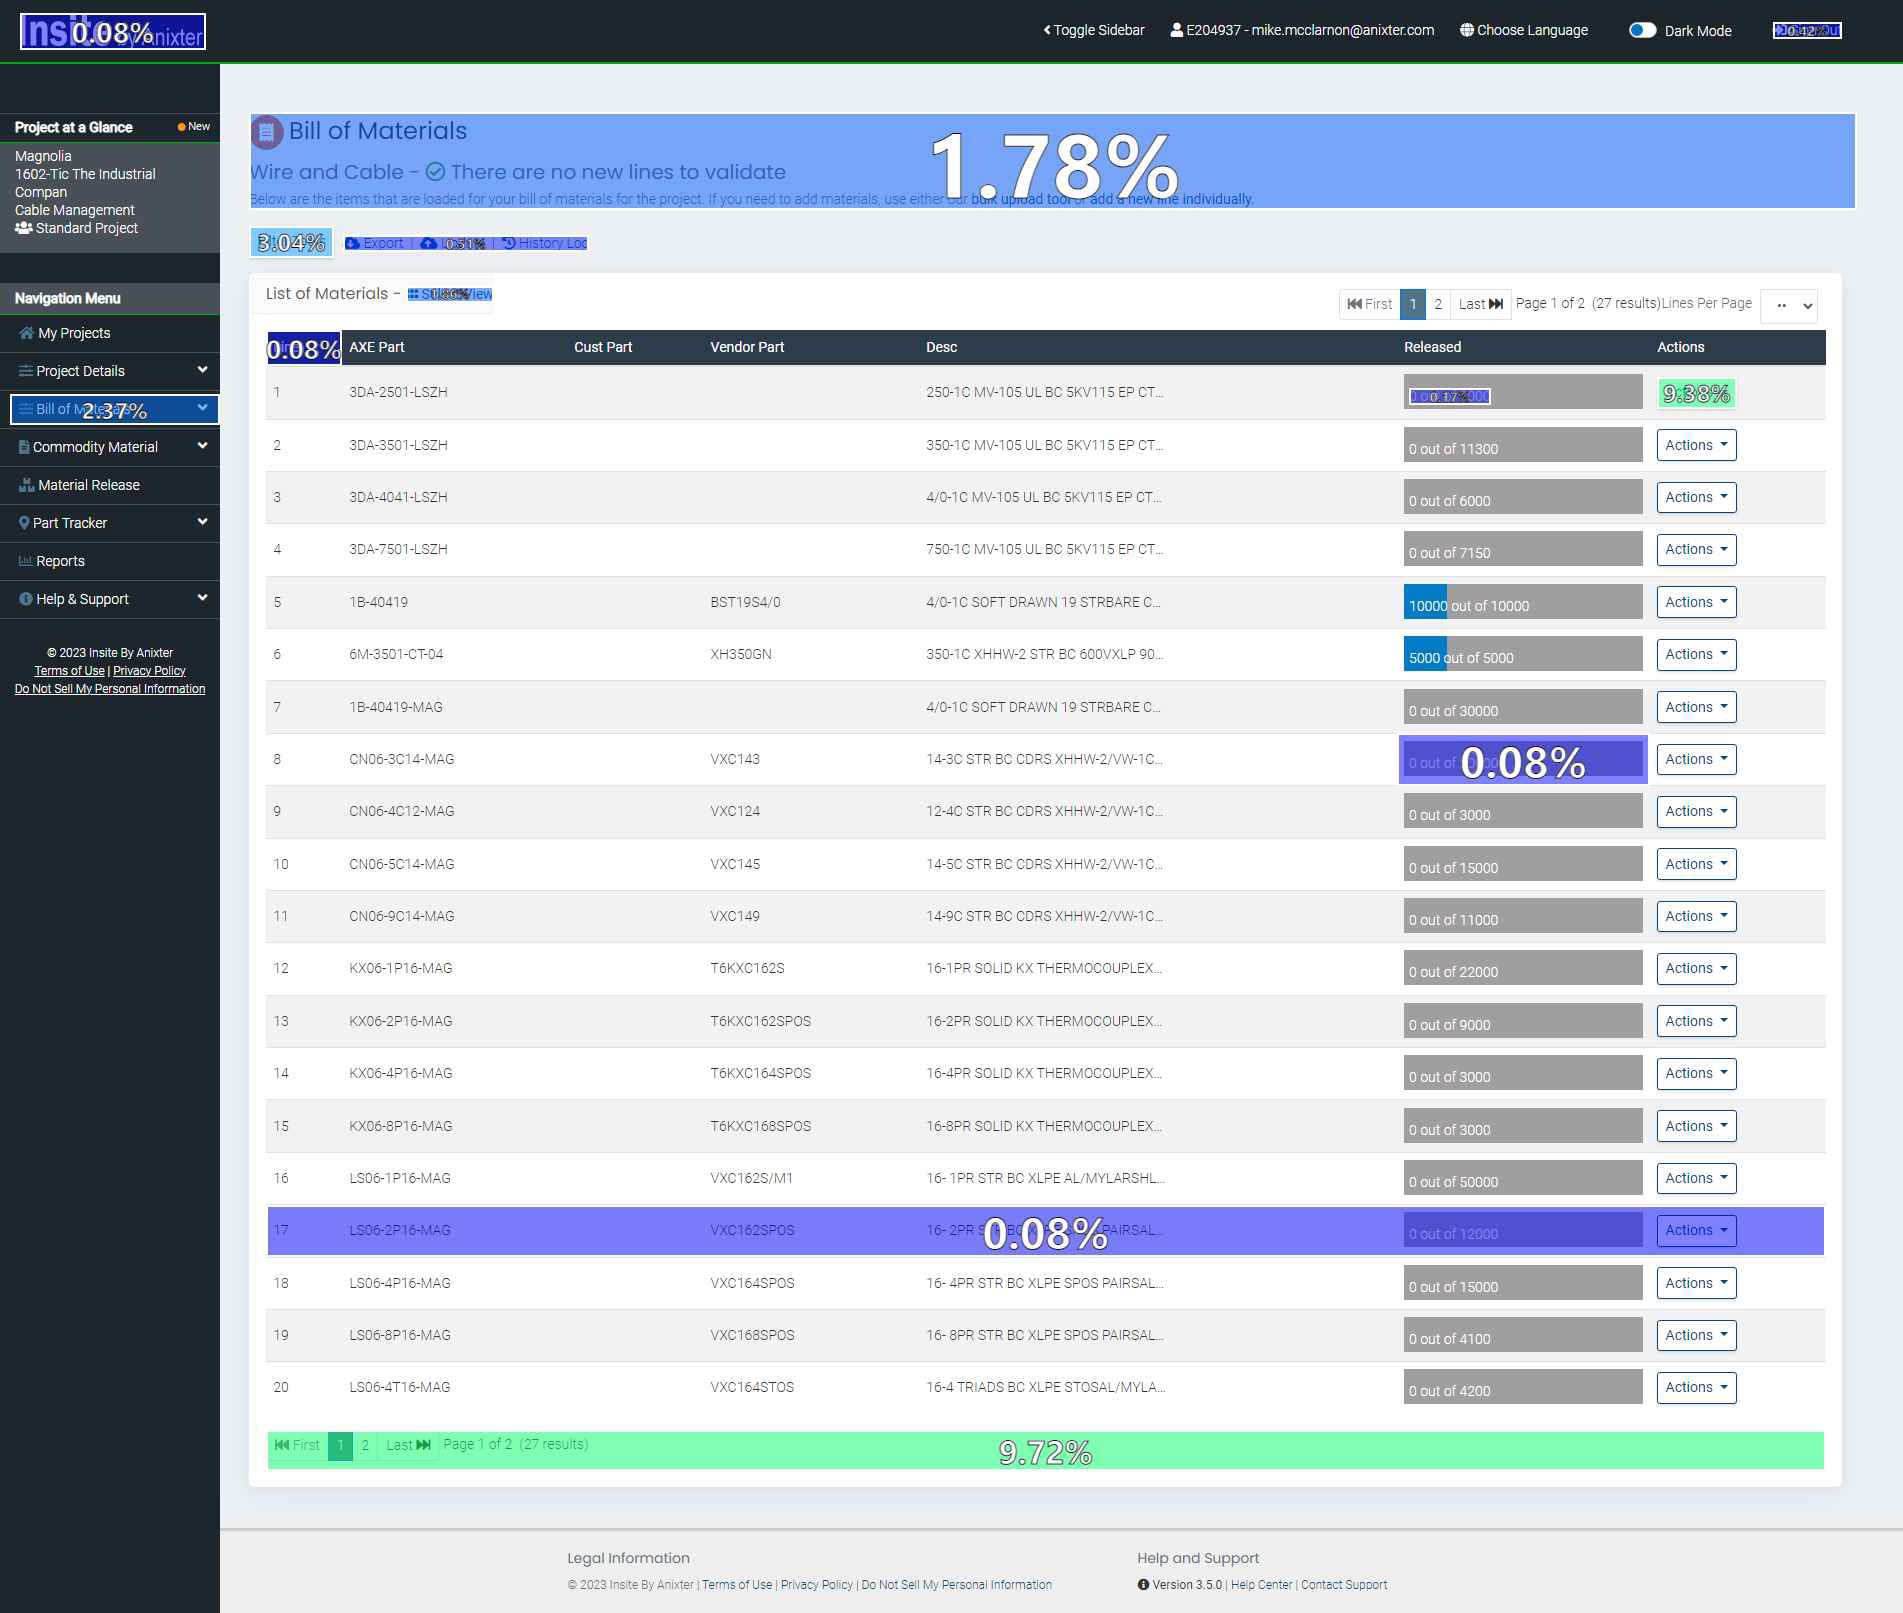 Insite by Anixter
0.08%
Toggle Sidebar
E204937 - mike.mcclarnon@anixter.com
Choose Language
Dark Mode
0.42%
Project at a Glance
New
Magnolia
1602-Tic The Industrial
Compan
Cable Management
Standard Project
Navigation Menu
My Projects
Project Details
Bill of Materials
2.37%
Commodity Material
Material Release
Part Tracker
Reports
Help & Support
© 2023 Insite By Anixter
Terms of Use | Privacy Policy
Do Not Sell My Personal Information
Bill of Materials
1.78%
Wire and Cable - There are no new lines to validate
Below are the items that are loaded for your bill of materials for the project. If you need to add materials, use either our bulk upload tool or add a new line individually.
3.04%
Export | | History Log
0.51%
List of Materials - View
First 1 2 Last Page 1 of 2 (27 results) Lines Per Page --
0.08% AXE Part Cust Part Vendor Part Desc Released Actions
1 3DA-2501-LSZH 250-1C MV-105 UL BC 5KV115 EP CT... 0.17% 9.38%
2 3DA-3501-LSZH 350-1C MV-105 UL BC 5KV115 EP CT... 0 out of 11300 Actions
3 3DA-4041-LSZH 4/0-1C MV-105 UL BC 5KV115 EP CT... 0 out of 6000 Actions
4 3DA-7501-LSZH 750-1C MV-105 UL BC 5KV115 EP CT... 0 out of 7150 Actions
5 1B-40419 BST19S4/0 4/0-1C SOFT DRAWN 19 STRBARE C... 10000 out of 10000 Actions
6 6M-3501-CT-04 XH350GN 350-1C XHHW-2 STR BC 600VXLP 90... 5000 out of 5000 Actions
7 1B-40419-MAG 4/0-1C SOFT DRAWN 19 STRBARE C... 0 out of 30000 Actions
8 CN06-3C14-MAG VXC143 14-3C STR BC CDRS XHHW-2/VW-1C... 0 out of 0.08% Actions
9 CN06-4C12-MAG VXC124 12-4C STR BC CDRS XHHW-2/VW-1C... 0 out of 3000 Actions
10 CN06-5C14-MAG VXC145 14-5C STR BC CDRS XHHW-2/VW-1C... 0 out of 15000 Actions
11 CN06-9C14-MAG VXC149 14-9C STR BC CDRS XHHW-2/VW-1C... 0 out of 11000 Actions
12 KX06-1P16-MAG T6KXC162S 16-1PR SOLID KX THERMOCOUPLEX... 0 out of 22000 Actions
13 KX06-2P16-MAG T6KXC162SPOS 16-2PR SOLID KX THERMOCOUPLEX... 0 out of 9000 Actions
14 KX06-4P16-MAG T6KXC164SPOS 16-4PR SOLID KX THERMOCOUPLEX... 0 out of 3000 Actions
15 KX06-8P16-MAG T6KXC168SPOS 16-8PR SOLID KX THERMOCOUPLEX... 0 out of 3000 Actions
16 LS06-1P16-MAG VXC162S/M1 16- 1PR STR BC XLPE AL/MYLARSHL... 0 out of 50000 Actions
17 LS06-2P16-MAG VXC162SPOS 16- 2PR 0.08% PAIRSAL... 0 out of 12000 Actions
18 LS06-4P16-MAG VXC164SPOS 16- 4PR STR BC XLPE SPOS PAIRSAL... 0 out of 15000 Actions
19 LS06-8P16-MAG VXC168SPOS 16- 8PR STR BC XLPE SPOS PAIRSAL... 0 out of 4100 Actions
20 LS06-4T16-MAG VXC164STOS 16-4 TRIADS BC XLPE STOSAL/MYLA... 0 out of 4200 Actions
First 1 2 Last Page 1 of 2 (27 results)
9.72%
Legal Information
© 2023 Insite By Anixter | Terms of Use | Privacy Policy | Do Not Sell My Personal Information
Help and Support
Version 3.5.0 | Help Center | Contact Support